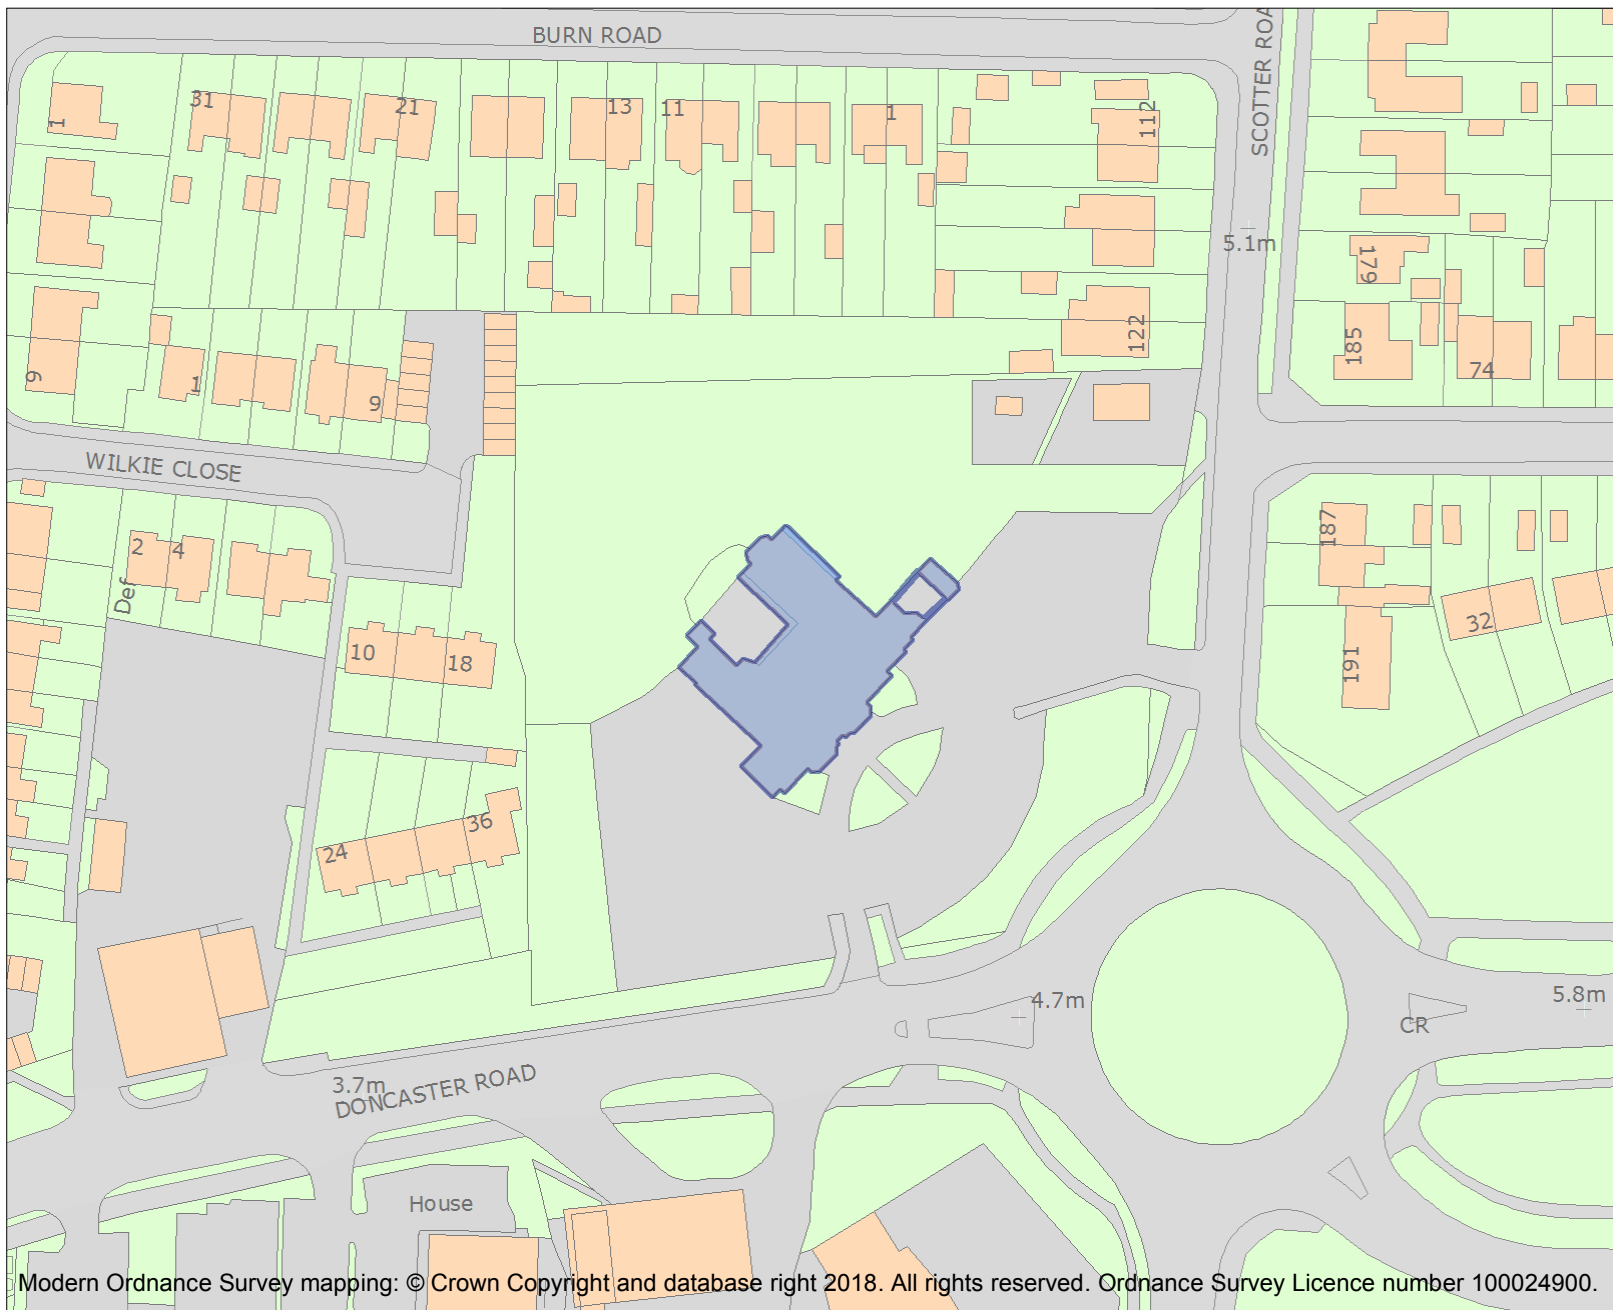 BURN ROAD
SCOTTER ROA
1
31
21
13
11
1
112
5.1m
179
122
185
74
9
1
9
WILKIE CLOSE
2
4
Def
187
32
191
10
18
36
24
4.7m
5.8m
CR
3.7m
DONCASTER ROAD
House
Modern Ordnance Survey mapping: © Crown Copyright and database right 2018. All rights reserved. Ordnance Survey Licence number 100024900.